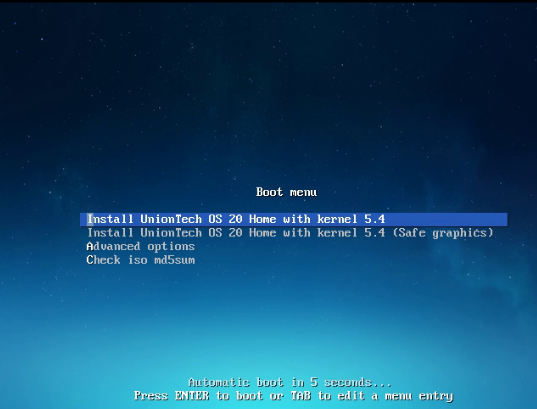 Boot menu
Install UnionTech OS 20 Home with kernel 5.4
Install UnionTech OS 20 Home with kernel 5.4 (Safe graphics)
Advanced options
Check iso md5sum
Automatic boot in 5 seconds...
Press ENTER to boot or TAB to edit a menu entry